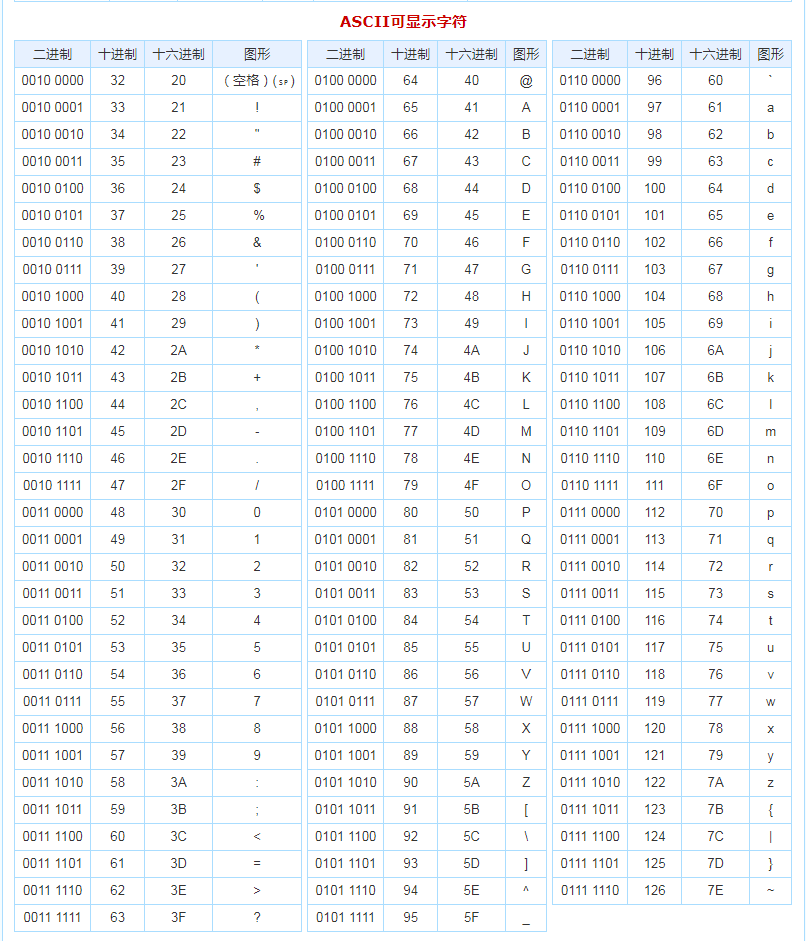 ASCII可显示字符
二进制 十进制 十六进制 图形 二进制 十进制 十六进制 图形 二进制 十进制 十六进制 图形
0010 0000 32 20 (空格)(␠) 0100 0000 64 40 @ 0110 0000 96 60 `
0010 0001 33 21 ! 0100 0001 65 41 A 0110 0001 97 61 a
0010 0010 34 22 " 0100 0010 66 42 B 0110 0010 98 62 b
0010 0011 35 23 # 0100 0011 67 43 C 0110 0011 99 63 c
0010 0100 36 24 $ 0100 0100 68 44 D 0110 0100 100 64 d
0010 0101 37 25 % 0100 0101 69 45 E 0110 0101 101 65 e
0010 0110 38 26 & 0100 0110 70 46 F 0110 0110 102 66 f
0010 0111 39 27 ' 0100 0111 71 47 G 0110 0111 103 67 g
0010 1000 40 28 ( 0100 1000 72 48 H 0110 1000 104 68 h
0010 1001 41 29 ) 0100 1001 73 49 I 0110 1001 105 69 i
0010 1010 42 2A * 0100 1010 74 4A J 0110 1010 106 6A j
0010 1011 43 2B + 0100 1011 75 4B K 0110 1011 107 6B k
0010 1100 44 2C , 0100 1100 76 4C L 0110 1100 108 6C l
0010 1101 45 2D - 0100 1101 77 4D M 0110 1101 109 6D m
0010 1110 46 2E . 0100 1110 78 4E N 0110 1110 110 6E n
0010 1111 47 2F / 0100 1111 79 4F O 0110 1111 111 6F o
0011 0000 48 30 0 0101 0000 80 50 P 0111 0000 112 70 p
0011 0001 49 31 1 0101 0001 81 51 Q 0111 0001 113 71 q
0011 0010 50 32 2 0101 0010 82 52 R 0111 0010 114 72 r
0011 0011 51 33 3 0101 0011 83 53 S 0111 0011 115 73 s
0011 0100 52 34 4 0101 0100 84 54 T 0111 0100 116 74 t
0011 0101 53 35 5 0101 0101 85 55 U 0111 0101 117 75 u
0011 0110 54 36 6 0101 0110 86 56 V 0111 0110 118 76 v
0011 0111 55 37 7 0101 0111 87 57 W 0111 0111 119 77 w
0011 1000 56 38 8 0101 1000 88 58 X 0111 1000 120 78 x
0011 1001 57 39 9 0101 1001 89 59 Y 0111 1001 121 79 y
0011 1010 58 3A : 0101 1010 90 5A Z 0111 1010 122 7A z
0011 1011 59 3B ; 0101 1011 91 5B [ 0111 1011 123 7B {
0011 1100 60 3C < 0101 1100 92 5C \ 0111 1100 124 7C |
0011 1101 61 3D = 0101 1101 93 5D ] 0111 1101 125 7D }
0011 1110 62 3E > 0101 1110 94 5E ^ 0111 1110 126 7E ~
0011 1111 63 3F ? 0101 1111 95 5F _